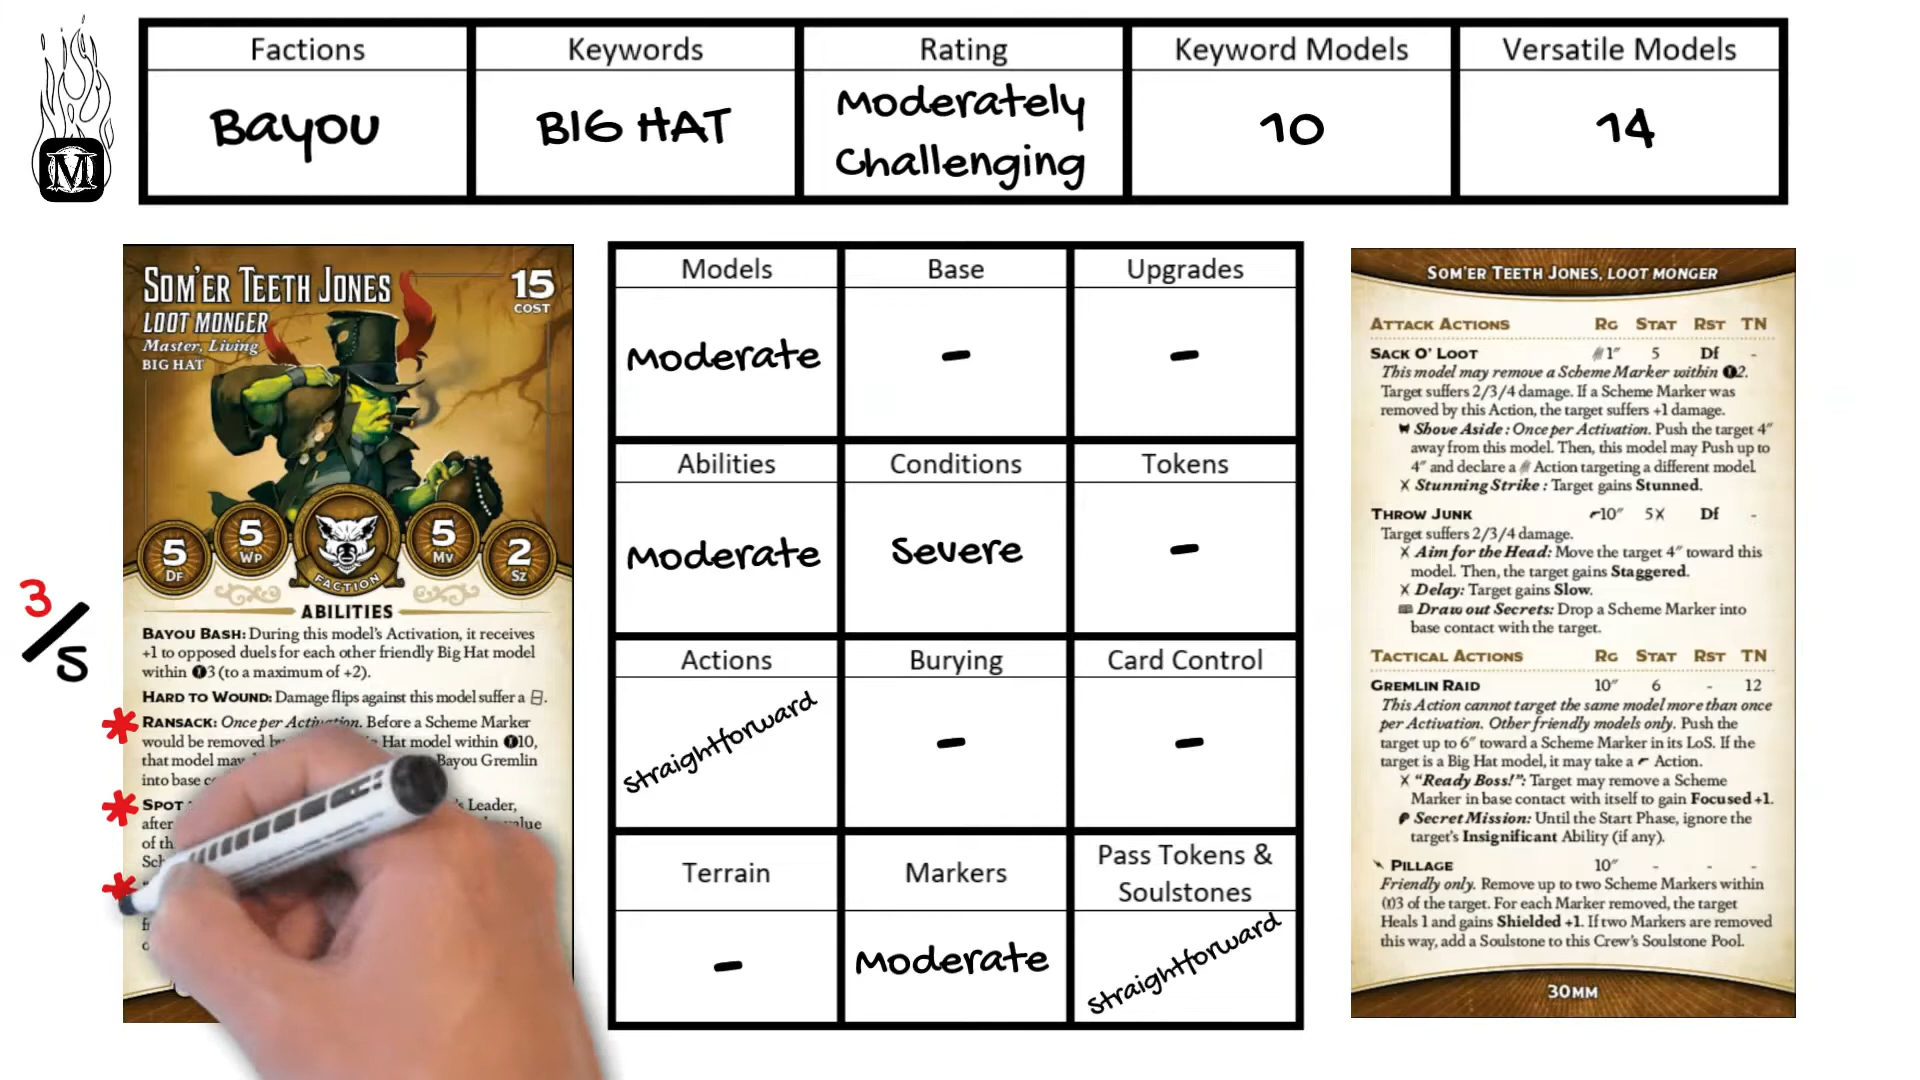 Factions
Keywords
Rating
Keyword Models
Versatile Models
Bayou
BIG HAT
Moderately
Challenging
10
14
M
SOM'ER TEETH JONES
LOOT MONGER
Master, Living
BIG HAT
15
COST
5
DF
5
WP
FACTION
5
MV
2
SZ
ABILITIES
BAYOU BASH: During this model's Activation, it receives
+1 to opposed duels for each other friendly Big Hat model
within 3 (to a maximum of +2).
HARD TO WOUND: Damage flips against this model suffer a
* RANSACK: Once per Activation. Before a Scheme Marker
would be removed Hat model within 10,
that model may Bayou Gremlin
into base
* SPOT Leader,
after value
of th
Sch
*
3/5
Models
Base
Upgrades
Moderate
-
-
Abilities
Conditions
Tokens
Moderate
Severe
-
Actions
Burying
Card Control
Straightforward
-
-
Terrain
Markers
Pass Tokens &
Soulstones
-
Moderate
Straightforward
SOM'ER TEETH JONES, LOOT MONGER
ATTACK ACTIONS RG STAT RST TN
SACK O' LOOT 1" 5 Df -
This model may remove a Scheme Marker within 2.
Target suffers 2/3/4 damage. If a Scheme Marker was
removed by this Action, the target suffers +1 damage.
Shove Aside: Once per Activation. Push the target 4"
away from this model. Then, this model may Push up to
4" and declare a Action targeting a different model.
Stunning Strike: Target gains Stunned.
THROW JUNK 10" 5 Df -
Target suffers 2/3/4 damage.
Aim for the Head: Move the target 4" toward this
model. Then, the target gains Staggered.
Delay: Target gains Slow.
Draw out Secrets: Drop a Scheme Marker into
base contact with the target.
TACTICAL ACTIONS RG STAT RST TN
GREMLIN RAID 10" 6 - 12
This Action cannot target the same model more than once
per Activation. Other friendly models only. Push the
target up to 6" toward a Scheme Marker in its LoS. If the
target is a Big Hat model, it may take a Action.
"Ready Boss!": Target may remove a Scheme
Marker in base contact with itself to gain Focused +1.
Secret Mission: Until the Start Phase, ignore the
target's Insignificant Ability (if any).
PILLAGE 10" - - -
Friendly only. Remove up to two Scheme Markers within
3 of the target. For each Marker removed, the target
Heals 1 and gains Shielded +1. If two Markers are removed
this way, add a Soulstone to this Crew's Soulstone Pool.
30MM